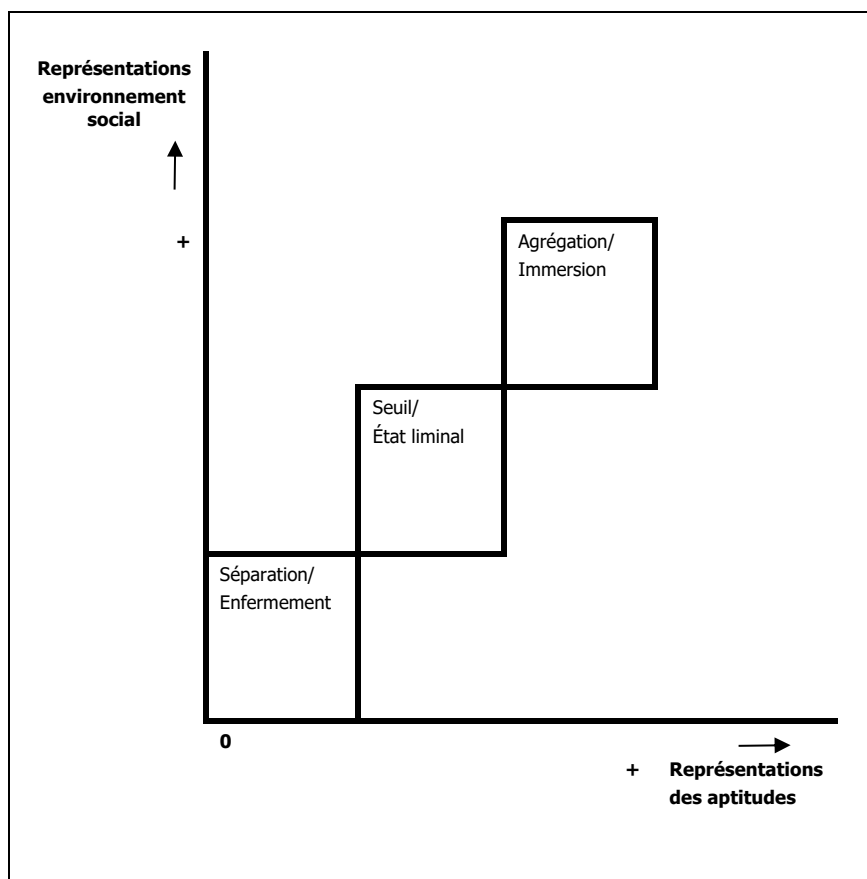 Représentations
environnement
social
+
Agrégation/
Immersion
Seuil/
État liminal
Séparation/
Enfermement
0
+ Représentations
des aptitudes